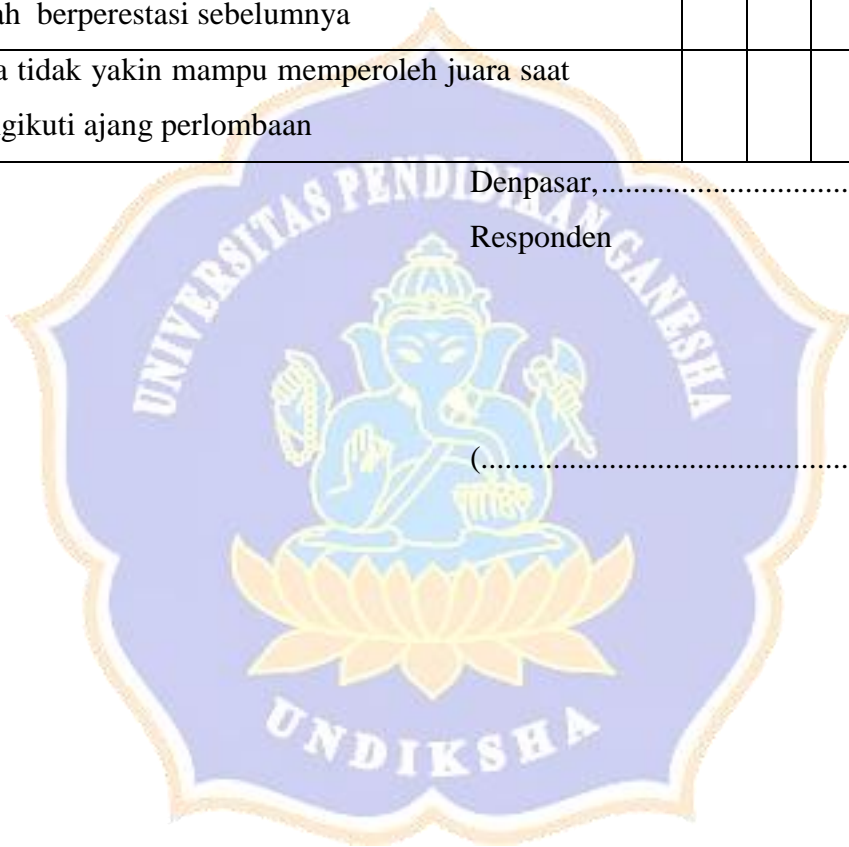 ah berperestasi sebelumnya
a tidak yakin mampu memperoleh juara saat
gikuti ajang perlombaan
Denpasar,...............................
Responden
(..............................................
UNIVERSITAS PENDIDIKAN GANESHA
UNDIKSHA